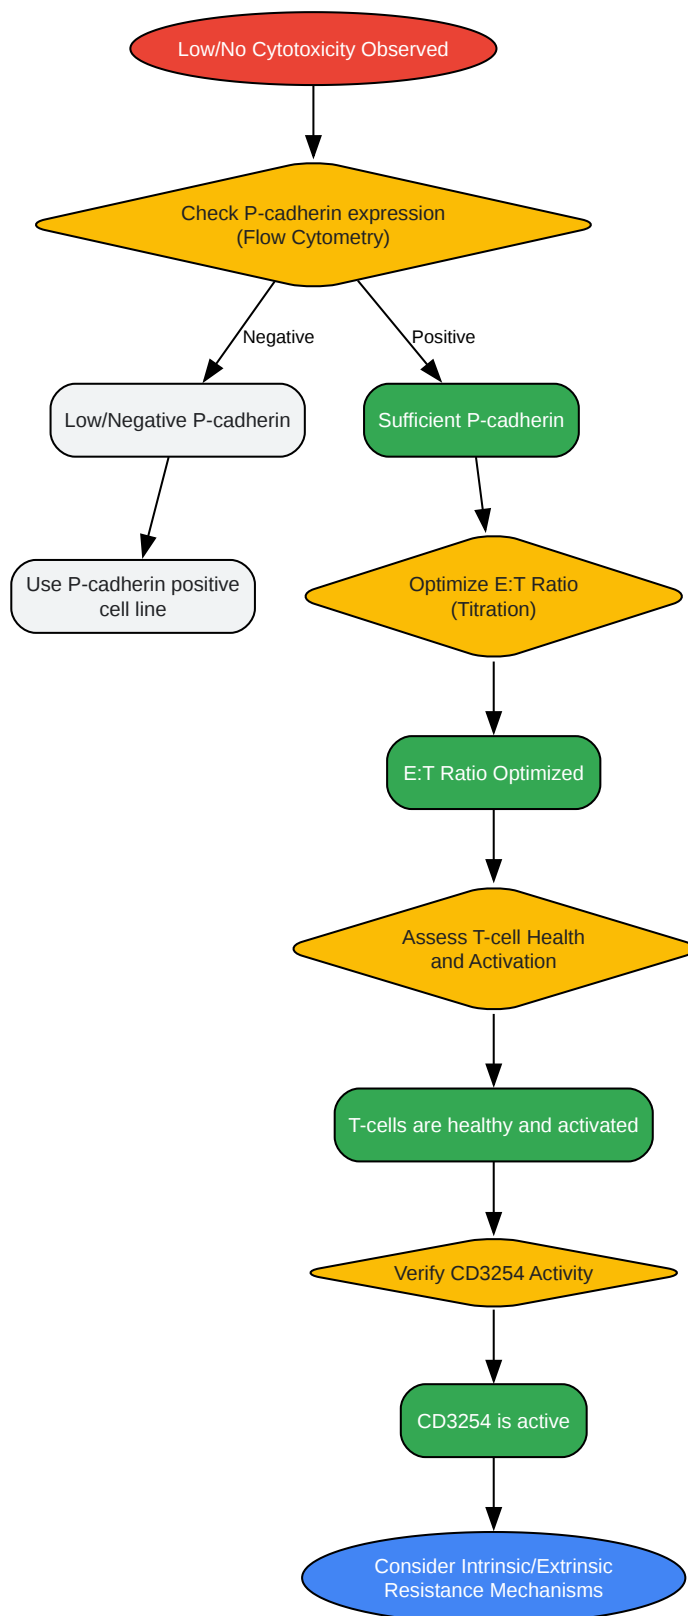 Low/No Cytotoxicity Observed
Check P-cadherin expression
(Flow Cytometry)
Negative
Positive
Low/Negative P-cadherin
Sufficient P-cadherin
Use P-cadherin positive
cell line
Optimize E:T Ratio
(Titration)
E:T Ratio Optimized
Assess T-cell Health
and Activation
T-cells are healthy and activated
Verify CD3254 Activity
CD3254 is active
Consider Intrinsic/Extrinsic
Resistance Mechanisms